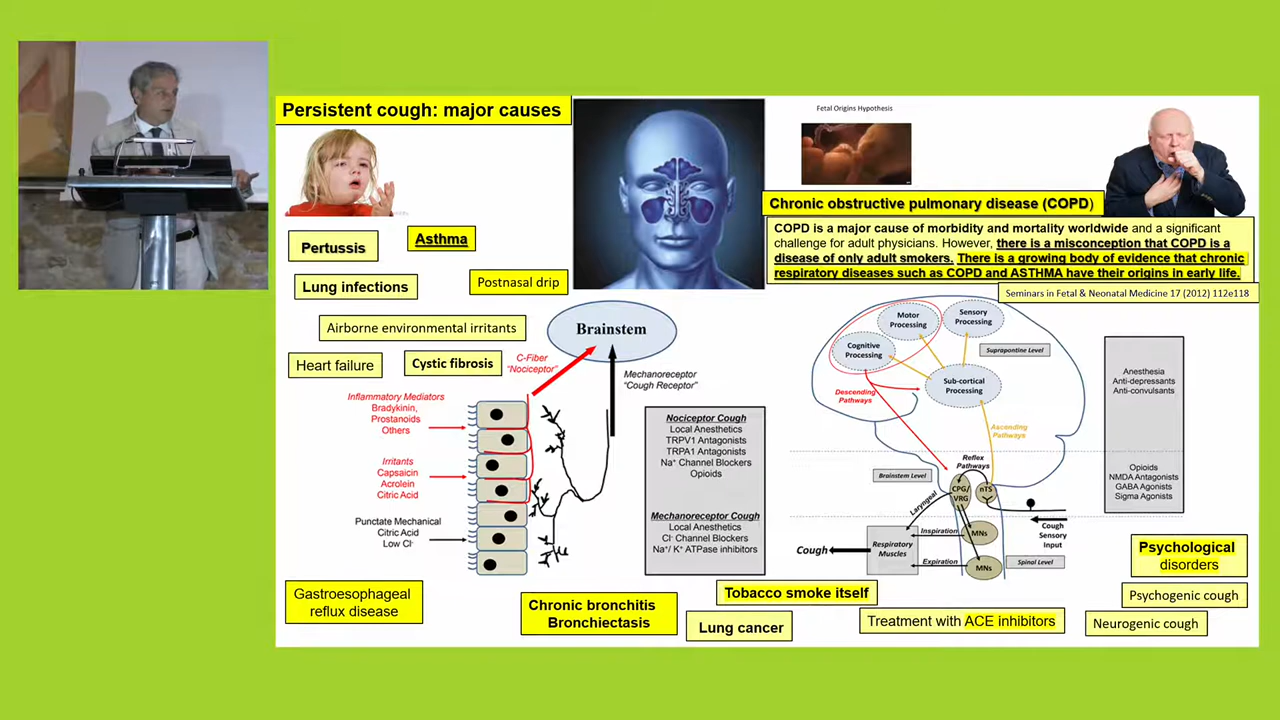 Persistent cough: major causes
Fetal Origins Hypothesis
Chronic obstructive pulmonary disease (COPD)
COPD is a major cause of morbidity and mortality worldwide and a significant
challenge for adult physicians. However, there is a misconception that COPD is a
disease of only adult smokers. There is a growing body of evidence that chronic
respiratory diseases such as COPD and ASTHMA have their origins in early life.
Seminars in Fetal & Neonatal Medicine 17 (2012) 112e118
Pertussis
Asthma
Lung infections
Postnasal drip
Airborne environmental irritants
Heart failure
Cystic fibrosis
Brainstem
C-Fiber
"Nociceptor"
Mechanoreceptor
"Cough Receptor"
Inflammatory Mediators
Bradykinin,
Prostanoids
Others
Irritants
Capsaicin
Acrolein
Citric Acid
Punctate Mechanical
Citric Acid
Low Cl-
Nociceptor Cough
Local Anesthetics
TRPV1 Antagonists
TRPA1 Antagonists
Na+ Channel Blockers
Opioids
Mechanoreceptor Cough
Local Anesthetics
Cl- Channel Blockers
Na+/ K+ ATPase inhibitors
Motor
Processing
Sensory
Processing
Cognitive
Processing
Suprapontine Level
Sub-cortical
Processing
Descending
Pathways
Ascending
Pathways
Reflex
Pathways
Brainstem Level
CPG/
VRG
nTS
Laryngeal
Inspiration
MNs
Cough
Sensory
Input
Respiratory
Muscles
Cough
Expiration
MNs
Spinal Level
Anesthesia
Anti-depressants
Anti-convulsants
Opioids
NMDA Antagonists
GABA Agonists
Sigma Agonists
Psychological
disorders
Psychogenic cough
Neurogenic cough
Gastroesophageal
reflux disease
Chronic bronchitis
Bronchiectasis
Tobacco smoke itself
Lung cancer
Treatment with ACE inhibitors